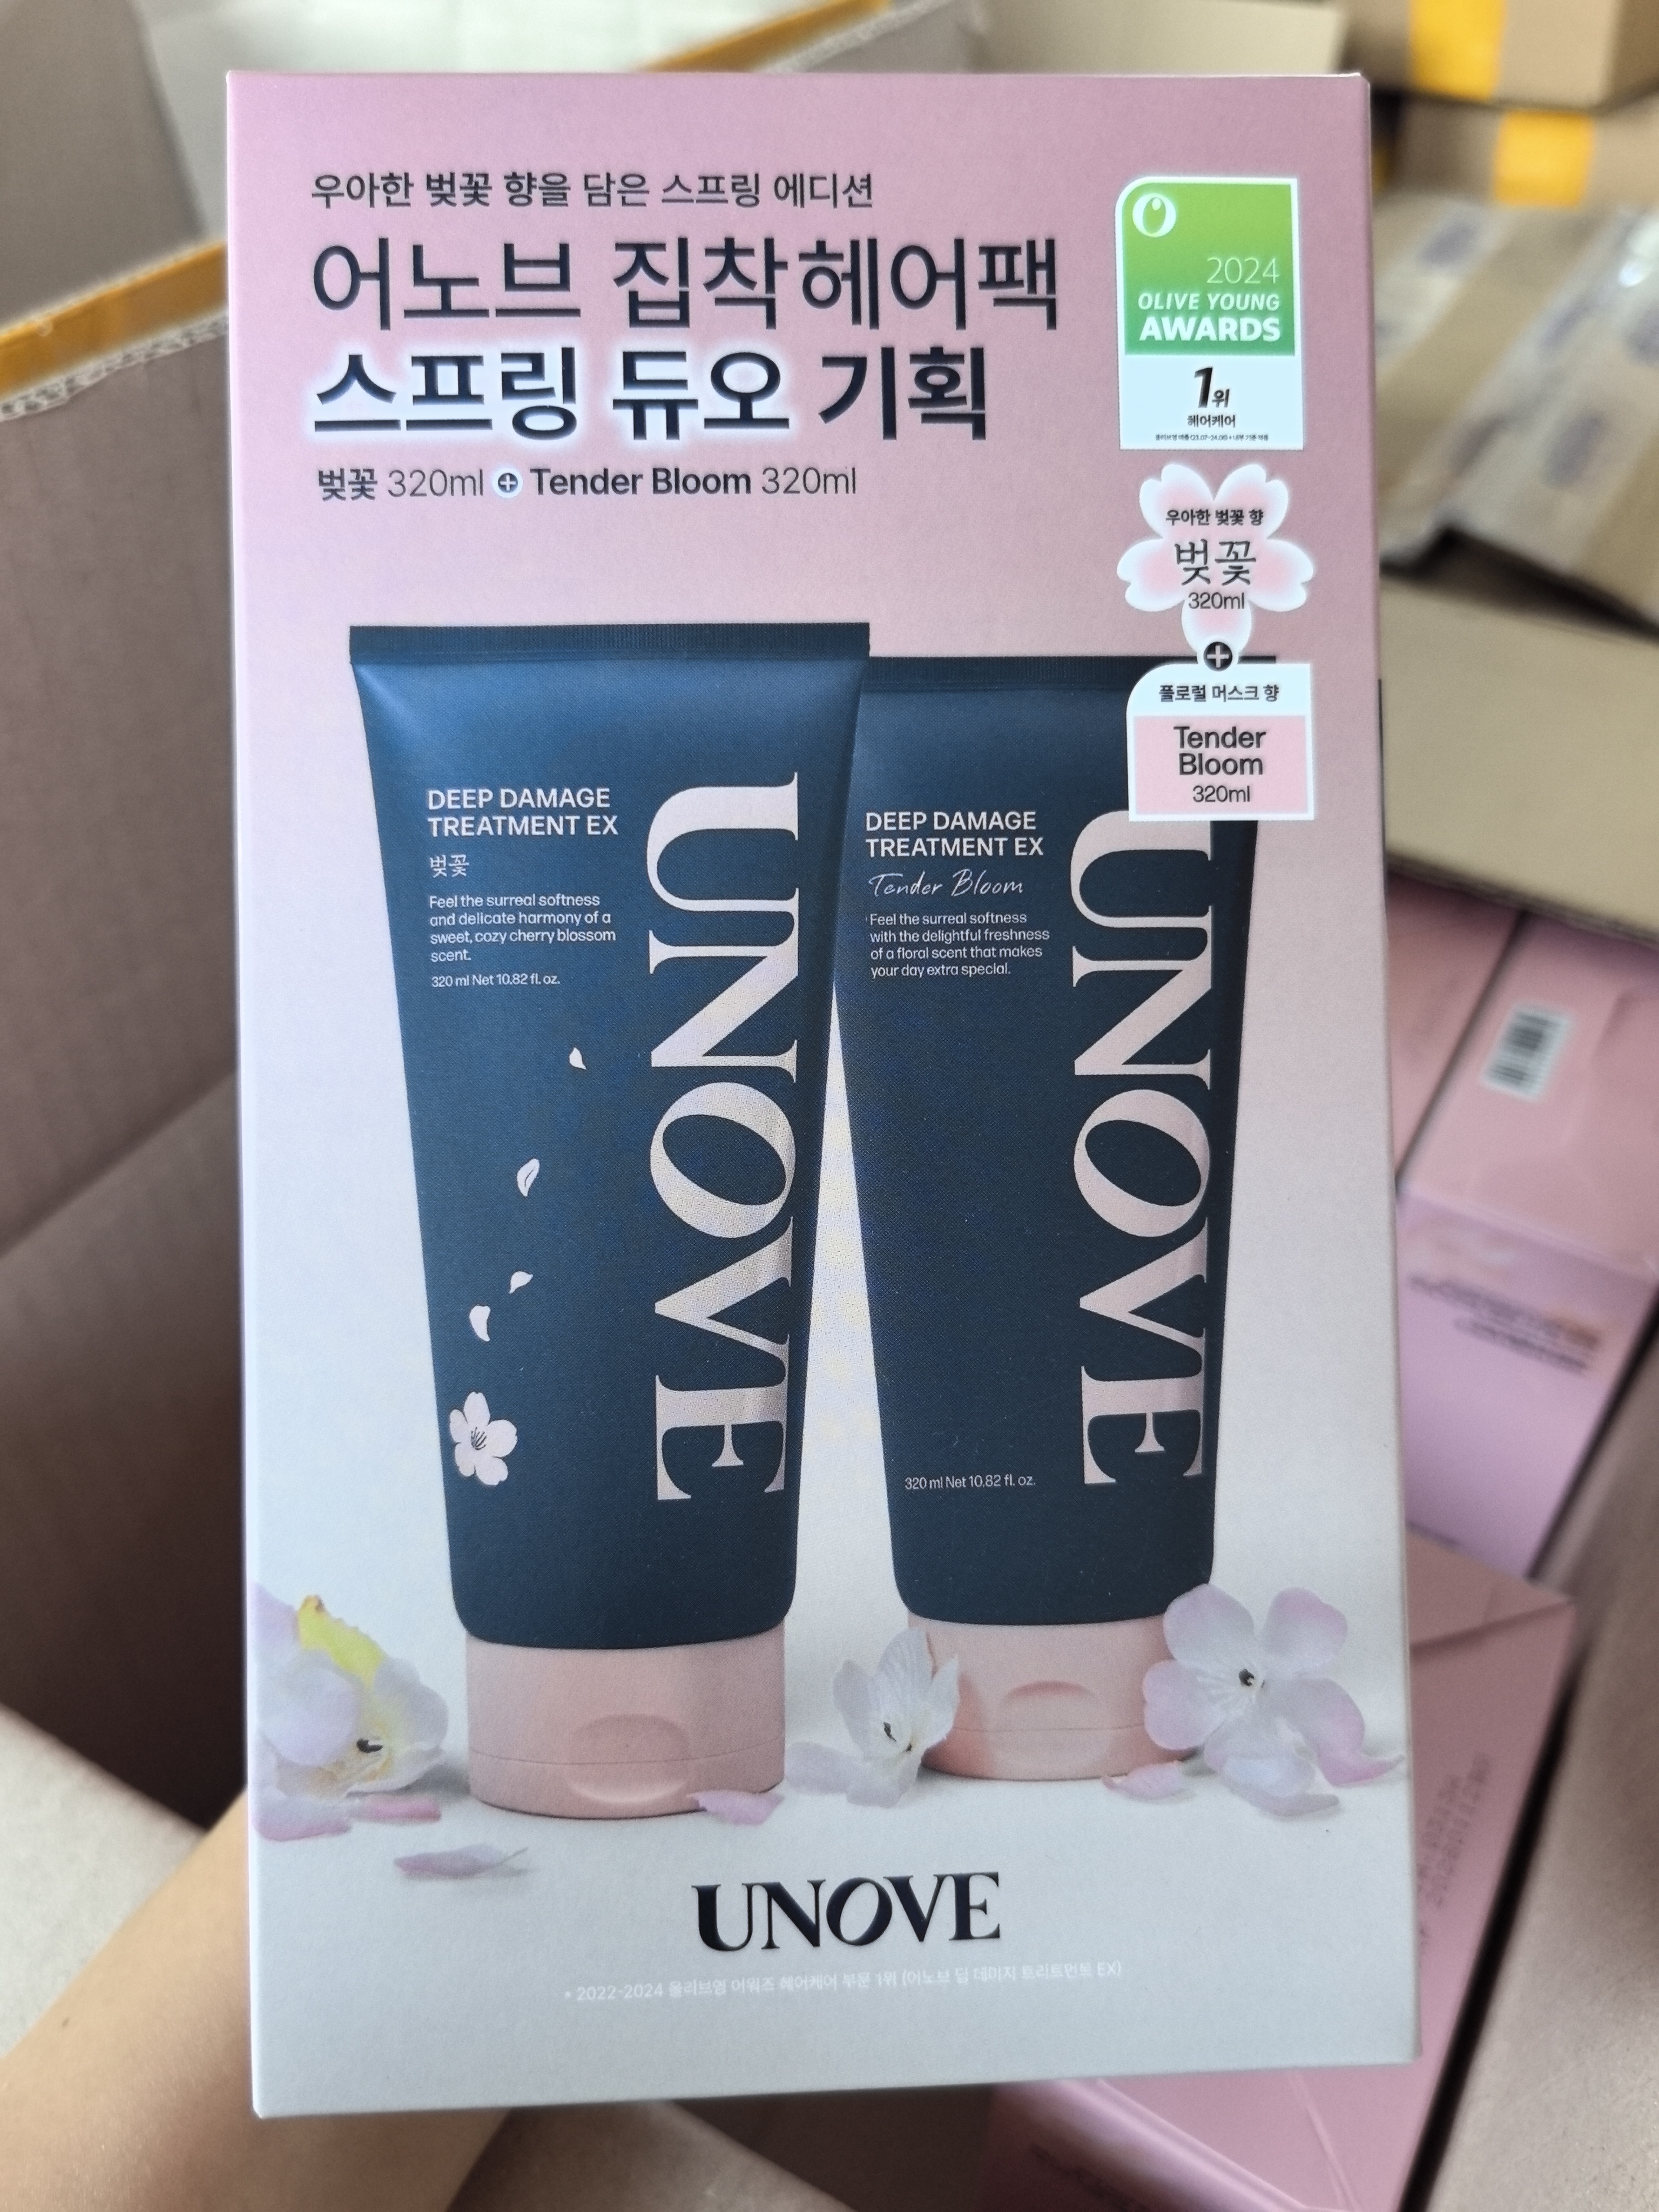 우아한 벚꽃 향을 담은 스프링 에디션
어노브 집착헤어팩
스프링 듀오 기획
벚꽃 320ml + Tender Bloom 320ml
2024
OLIVE YOUNG
AWARDS
1위
헤어케어
우아한 벚꽃 향
벚꽃
320ml
+
플로럴 머스크 향
Tender
Bloom
320ml
DEEP DAMAGE
TREATMENT EX
벚꽃
Feel the surreal softness
and delicate harmony of a
sweet, cozy cherry blossom
scent.
320 ml Net 10.82 fl. oz.
UNOVE
DEEP DAMAGE
TREATMENT EX
Tender Bloom
Feel the surreal softness
with the delightful freshness
of a floral scent that makes
your day extra special.
320 ml Net 10.82 fl. oz.
UNOVE
UNOVE
* 2022-2024 올리브영 어워즈 헤어케어 부문 1위 (어노브 딥 데미지 트리트먼트 EX)